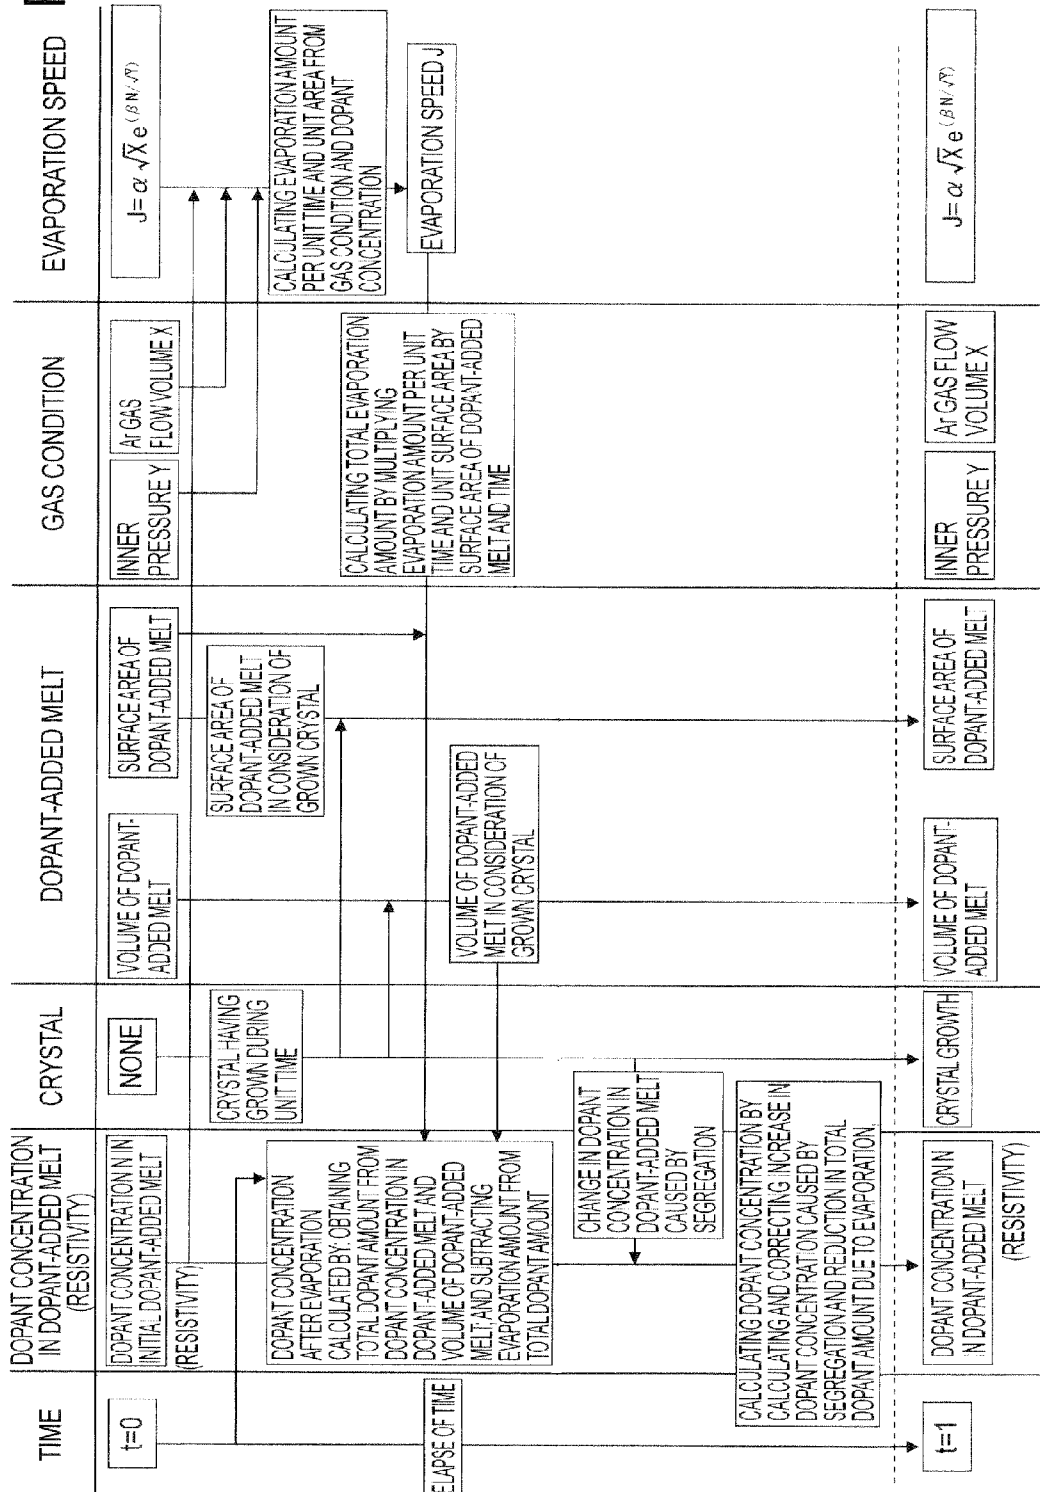 TIME
DOPANT CONCENTRATION
IN DOPANT-ADDED MELT
(RESISTIVITY)
CRYSTAL
DOPANT-ADDED MELT
GAS CONDITION
EVAPORATION SPEED
t=0
DOPANT CONCENTRATION N IN
INITIAL DOPANT-ADDED MELT
(RESISTIVITY)
NONE
VOLUME OF DOPANT-
ADDED MELT
SURFACE AREA OF
DOPANT-ADDED MELT
INNER
PRESSURE Y
Ar GAS
FLOW VOLUME X
J=α √X e^(βN/√Y)
CRYSTAL HAVING
GROWN DURING
UNIT TIME
SURFACE AREA OF
DOPANT-ADDED MELT
IN CONSIDERATION OF
GROWN CRYSTAL
CALCULATING EVAPORATION AMOUNT
PER UNIT TIME AND UNIT AREA FROM
GAS CONDITION AND DOPANT
CONCENTRATION
DOPANT CONCENTRATION
AFTER EVAPORATION
CALCULATED BY: OBTAINING
TOTAL DOPANT AMOUNT FROM
DOPANT CONCENTRATION IN
DOPANT-ADDED MELT AND
VOLUME OF DOPANT-ADDED
MELT; AND SUBTRACTING
EVAPORATION AMOUNT FROM
TOTAL DOPANT AMOUNT
CALCULATING TOTAL EVAPORATION
AMOUNT BY MULTIPLYING
EVAPORATION AMOUNT PER UNIT
TIME AND UNIT SURFACE AREA BY
SURFACE AREA OF DOPANT-ADDED
MELT AND TIME
EVAPORATION SPEED J
ELAPSE OF TIME
VOLUME OF DOPANT-ADDED
MELT IN CONSIDERATION OF
GROWN CRYSTAL
CHANGE IN DOPANT
CONCENTRATION IN
DOPANT-ADDED MELT
CAUSED BY
SEGREGATION
CALCULATING DOPANT CONCENTRATION BY
CALCULATING AND CORRECTING INCREASE IN
DOPANT CONCENTRATION CAUSED BY
SEGREGATION AND REDUCTION IN TOTAL
DOPANT AMOUNT DUE TO EVAPORATION
t=1
DOPANT CONCENTRATION
IN DOPANT-ADDED MELT
(RESISTIVITY)
CRYSTAL GROWTH
VOLUME OF DOPANT-
ADDED MELT
SURFACE AREA OF
DOPANT-ADDED MELT
INNER
PRESSURE Y
Ar GAS FLOW
VOLUME X
J=α √X e^(βN/√Y)